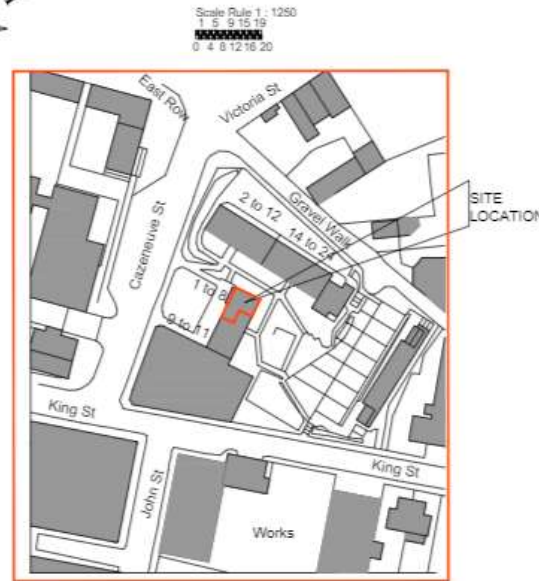 Scale Rule 1 : 1250
1 5 9 15 19
0 4 8 12 16 20
East Row
Victoria St
Gravel Walk
2 to 12
14 to 24
SITE
LOCATION
Cazeneuve St
1 to 8
9 to 11
King St
King St
John St
Works